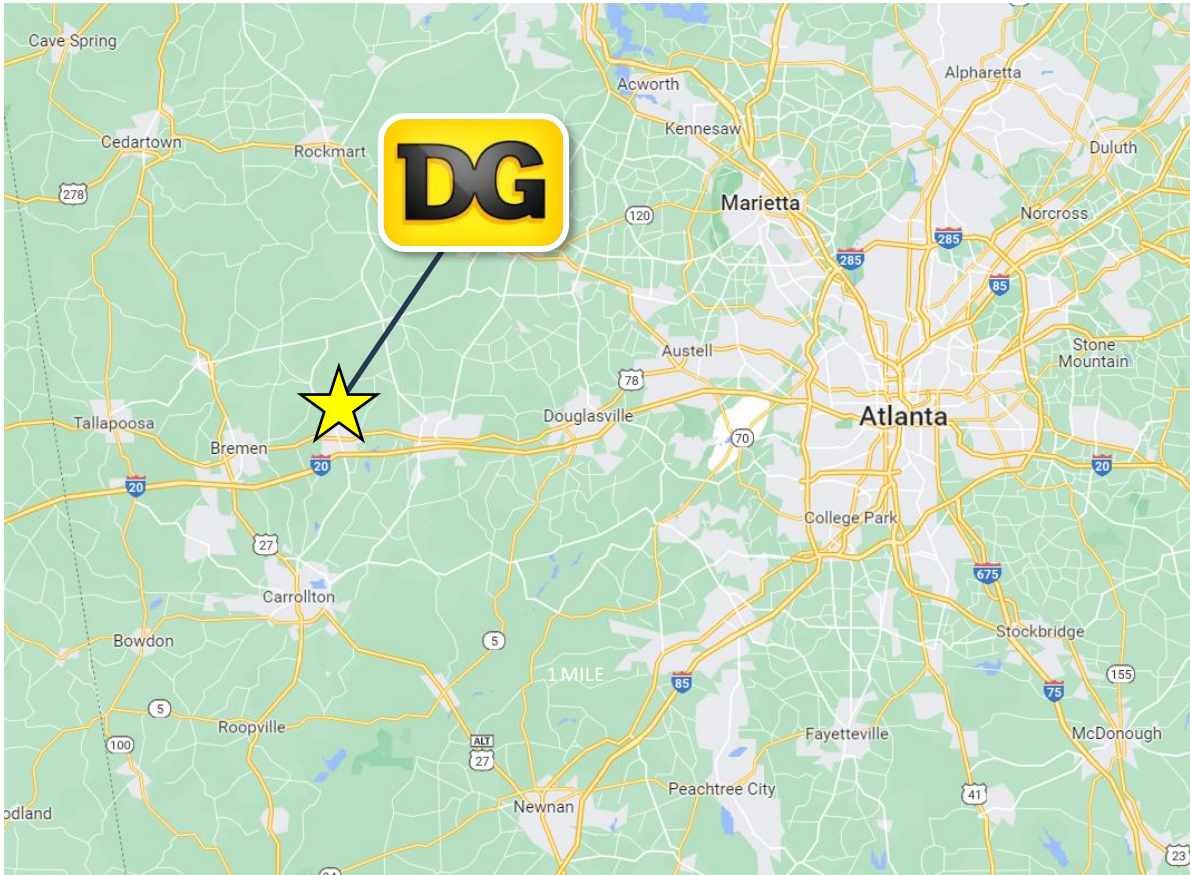 Cave Spring
Acworth
Alpharetta
Kennesaw
Cedartown
Rockmart
Duluth
DG
278
Marietta
120
Norcross
285
285
85
Stone
Mountain
Austell
78
Tallapoosa
Douglasville
Atlanta
Bremen
70
20
20
20
College Park
27
675
Carrollton
Stockbridge
Bowdon
5
1 MILE
155
85
75
5
Roopville
100
ALT
27
Fayetteville
McDonough
Peachtree City
41
Newnan
odland
23